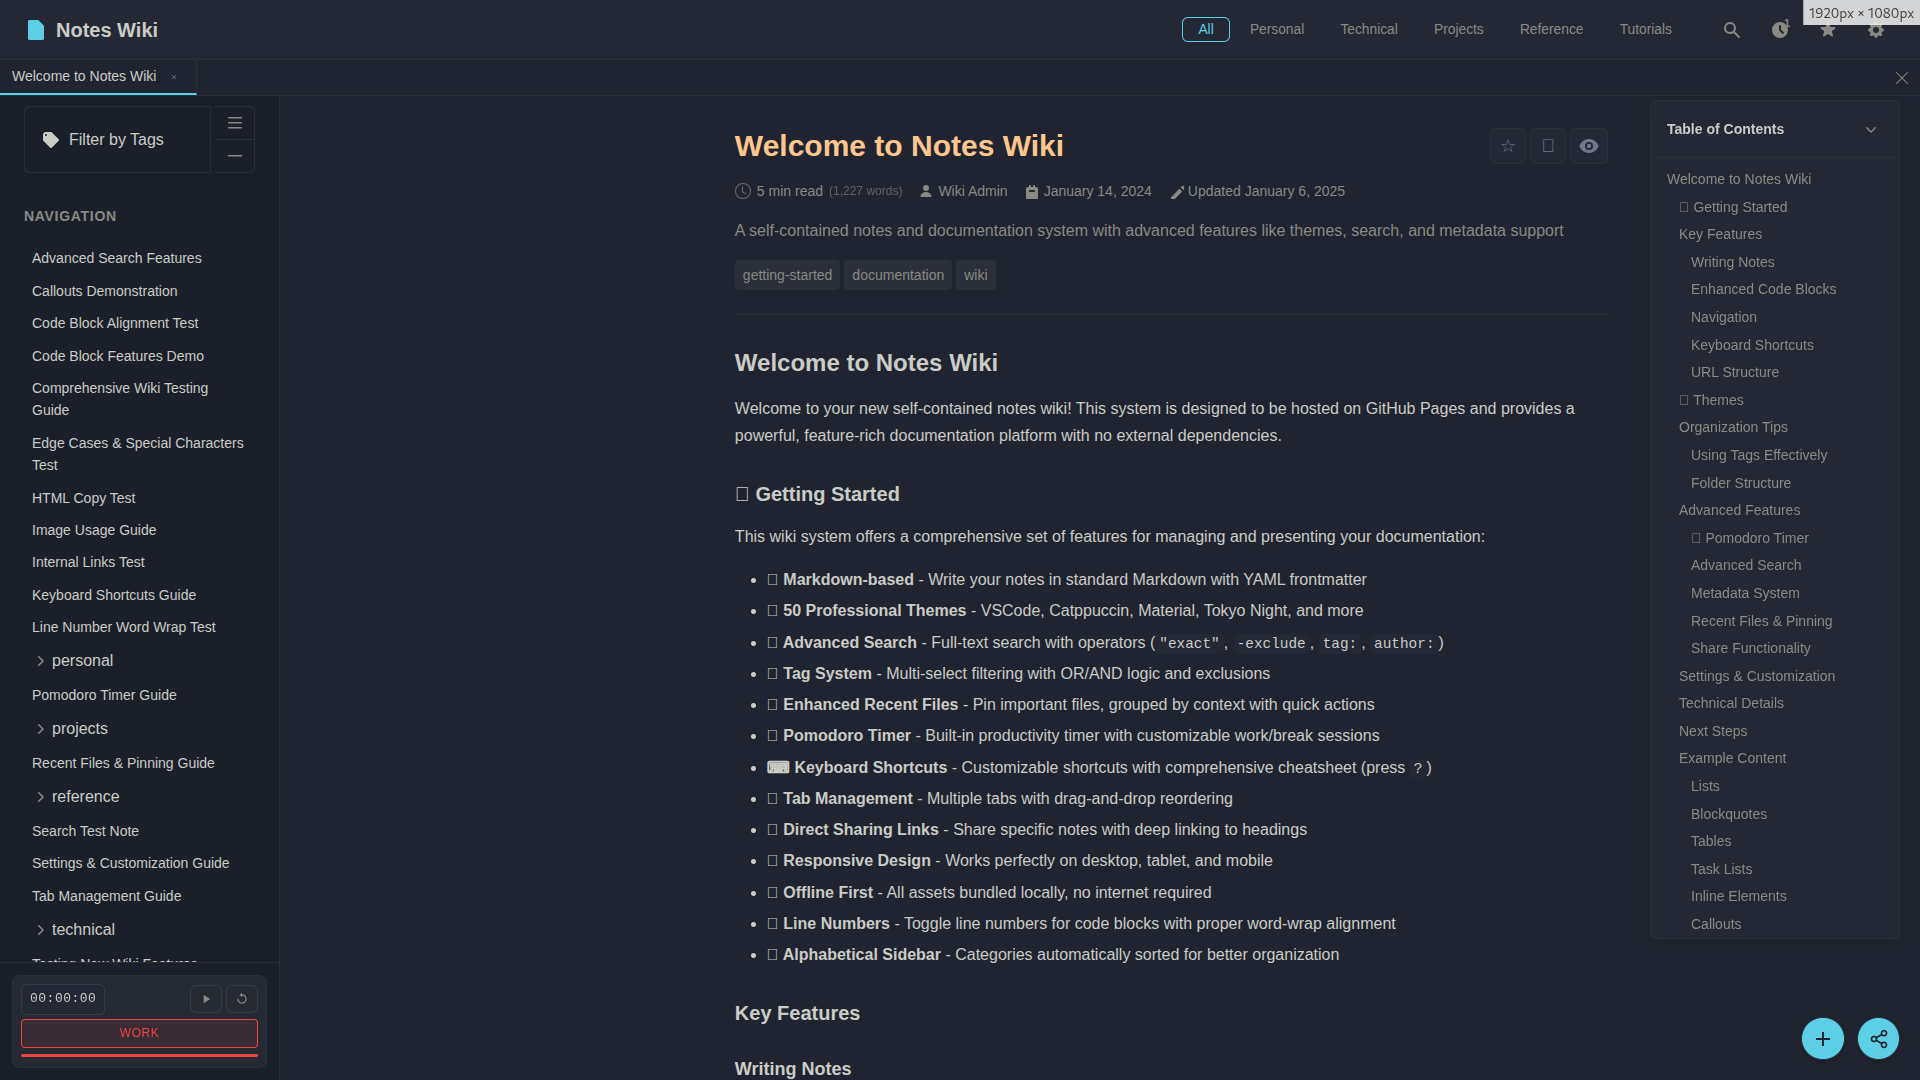 Notes Wiki
All
Personal
Technical
Projects
Reference
Tutorials
1
1920px × 1080px
Welcome to Notes Wiki ×
Filter by Tags
NAVIGATION
Advanced Search Features
Callouts Demonstration
Code Block Alignment Test
Code Block Features Demo
Comprehensive Wiki Testing
Guide
Edge Cases & Special Characters
Test
HTML Copy Test
Image Usage Guide
Internal Links Test
Keyboard Shortcuts Guide
Line Number Word Wrap Test
personal
Pomodoro Timer Guide
projects
Recent Files & Pinning Guide
reference
Search Test Note
Settings & Customization Guide
Tab Management Guide
technical
Testing New Wiki Features
00:00:00
WORK
Welcome to Notes Wiki
5 min read (1,227 words) Wiki Admin January 14, 2024 Updated January 6, 2025
A self-contained notes and documentation system with advanced features like themes, search, and metadata support
getting-started documentation wiki
Welcome to Notes Wiki
Welcome to your new self-contained notes wiki! This system is designed to be hosted on GitHub Pages and provides a
powerful, feature-rich documentation platform with no external dependencies.
Getting Started
This wiki system offers a comprehensive set of features for managing and presenting your documentation:
• Markdown-based - Write your notes in standard Markdown with YAML frontmatter
• 50 Professional Themes - VSCode, Catppuccin, Material, Tokyo Night, and more
• Advanced Search - Full-text search with operators ( "exact" , -exclude , tag: , author: )
• Tag System - Multi-select filtering with OR/AND logic and exclusions
• Enhanced Recent Files - Pin important files, grouped by context with quick actions
• Pomodoro Timer - Built-in productivity timer with customizable work/break sessions
• ⌨ Keyboard Shortcuts - Customizable shortcuts with comprehensive cheatsheet (press ? )
• Tab Management - Multiple tabs with drag-and-drop reordering
• Direct Sharing Links - Share specific notes with deep linking to headings
• Responsive Design - Works perfectly on desktop, tablet, and mobile
• Offline First - All assets bundled locally, no internet required
• Line Numbers - Toggle line numbers for code blocks with proper word-wrap alignment
• Alphabetical Sidebar - Categories automatically sorted for better organization
Key Features
Writing Notes
Table of Contents
Welcome to Notes Wiki
Getting Started
Key Features
Writing Notes
Enhanced Code Blocks
Navigation
Keyboard Shortcuts
URL Structure
Themes
Organization Tips
Using Tags Effectively
Folder Structure
Advanced Features
Pomodoro Timer
Advanced Search
Metadata System
Recent Files & Pinning
Share Functionality
Settings & Customization
Technical Details
Next Steps
Example Content
Lists
Blockquotes
Tables
Task Lists
Inline Elements
Callouts